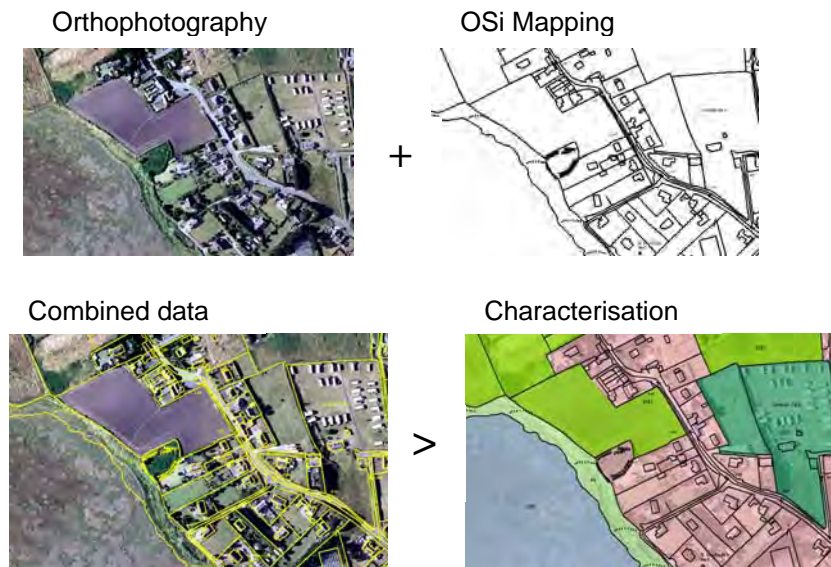 Orthophotography
OSi Mapping
+
Combined data
Characterisation
>